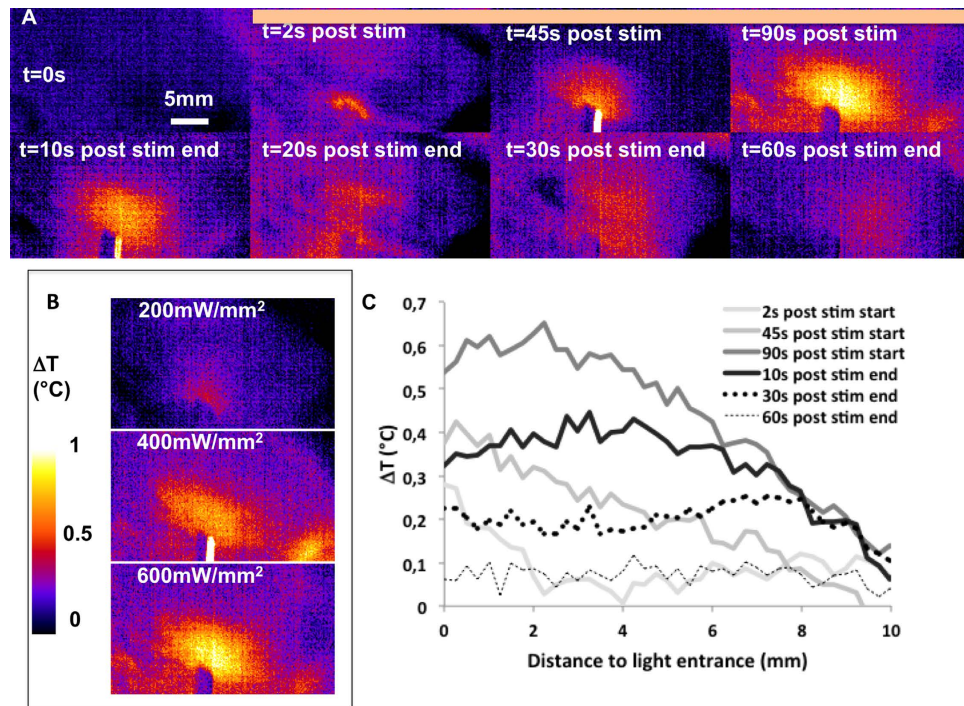 A
t=0s
5mm
t=2s post stim
t=45s post stim
t=90s post stim
t=10s post stim end
t=20s post stim end
t=30s post stim end
t=60s post stim end
B
200mW/mm²
400mW/mm²
600mW/mm²
ΔT
(°C)
1
0.5
0
C
0,7
0,6
0,5
0,4
0,3
0,2
0,1
0
ΔT (°C)
2s post stim start
45s post stim start
90s post stim start
10s post stim end
30s post stim end
60s post stim end
0 2 4 6 8 10
Distance to light entrance (mm)